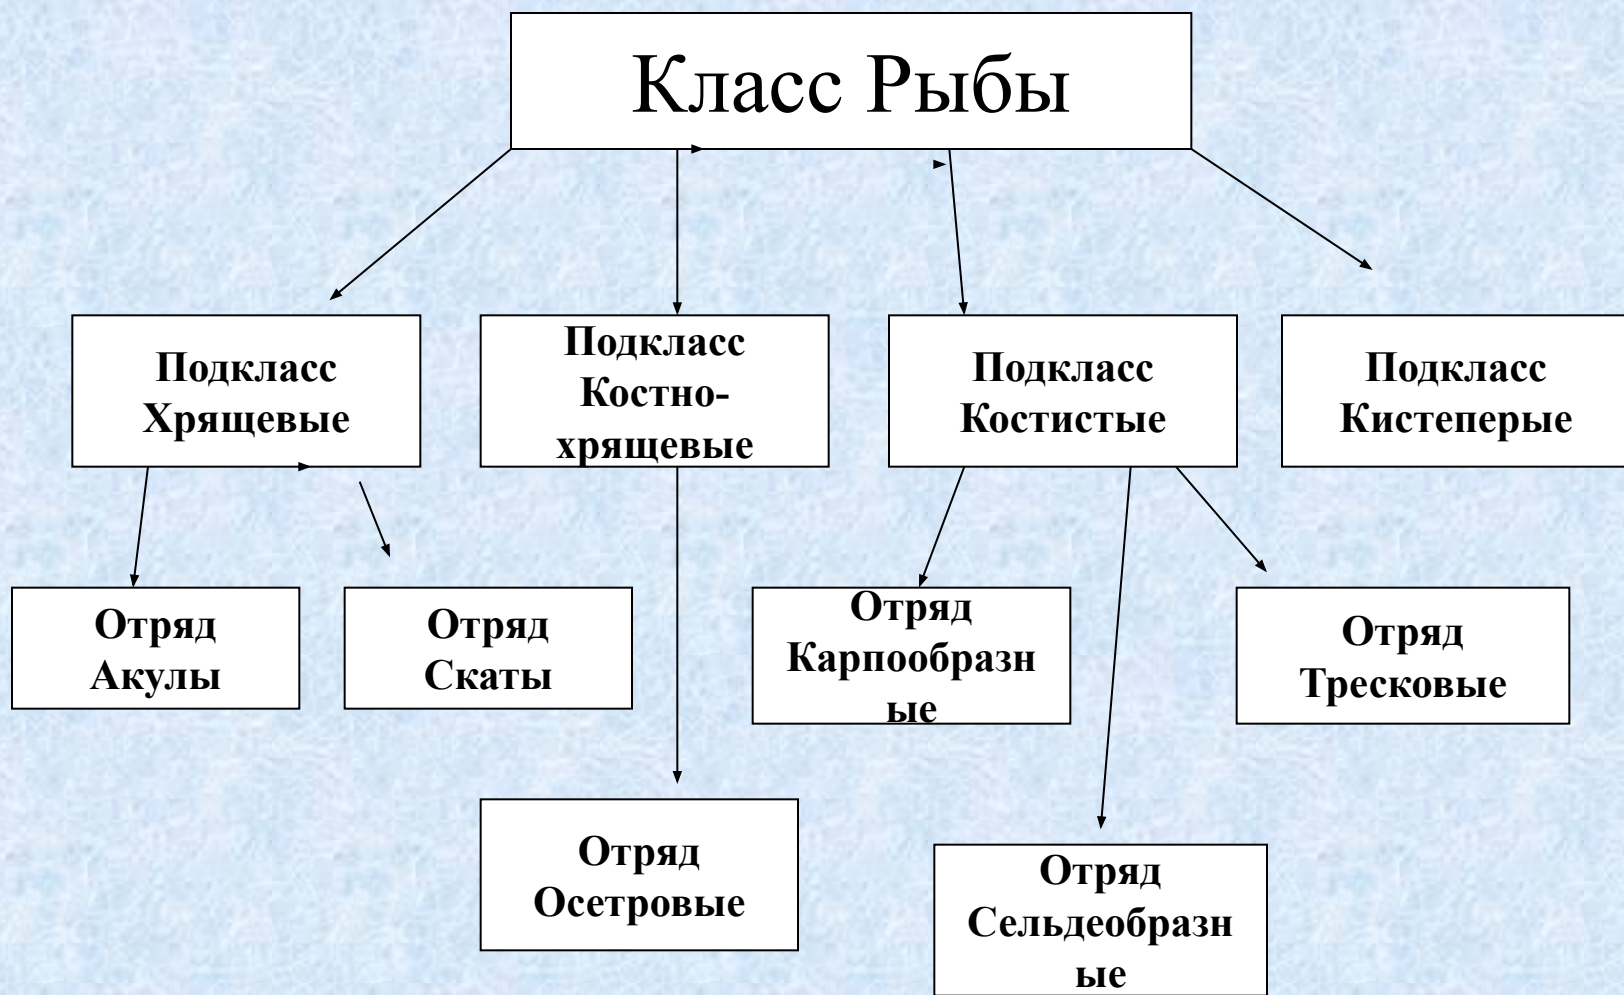 Класс Рыбы
Подкласс
Хрящевые
Подкласс
Костно-
хрящевые
Подкласс
Костистые
Подкласс
Кистеперые
Отряд
Акулы
Отряд
Скаты
Отряд
Карпообразн
ые
Отряд
Тресковые
Отряд
Осетровые
Отряд
Сельдеобразн
ые